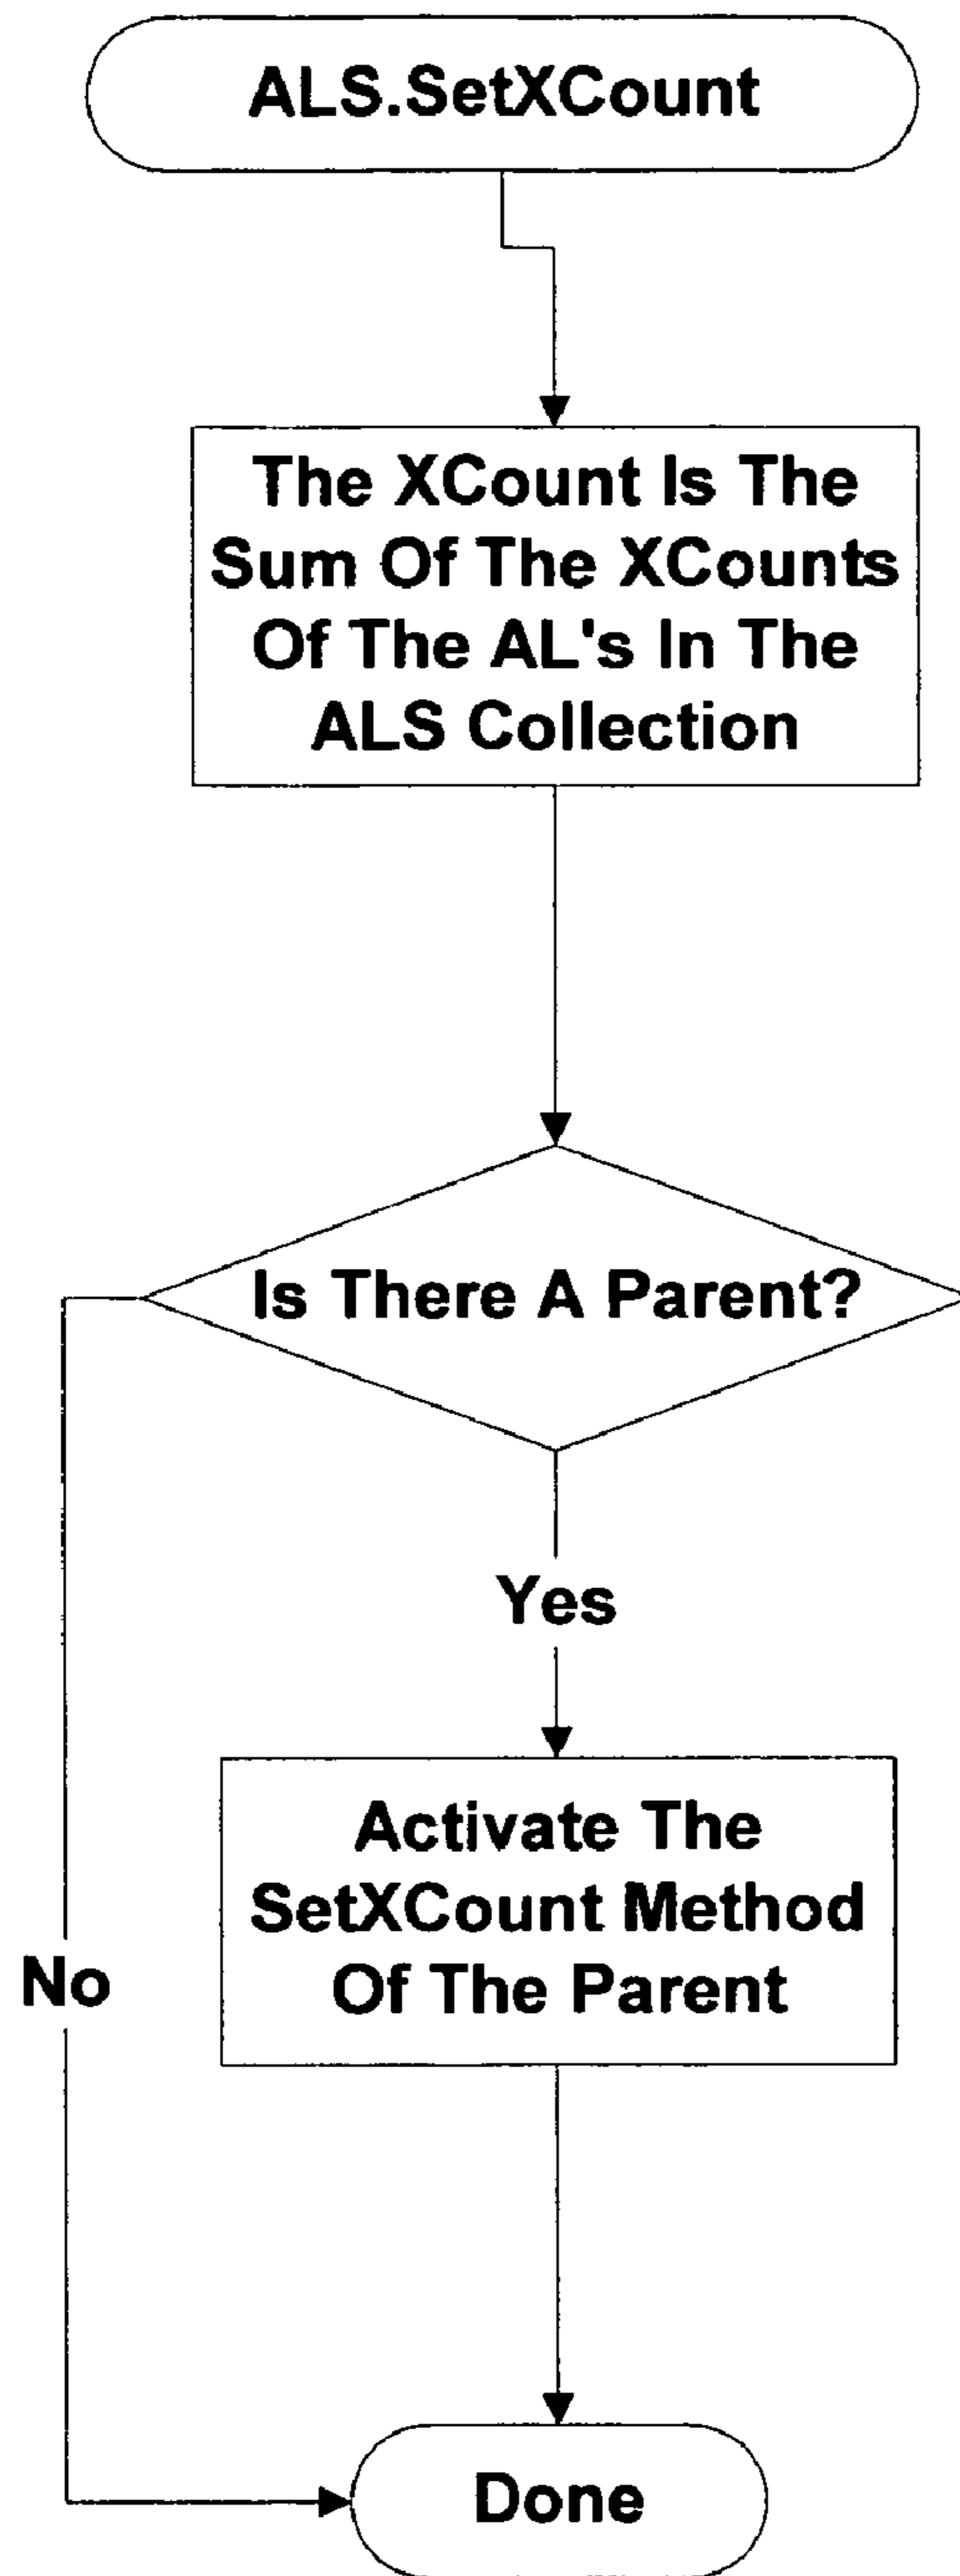 ALS.SetXCount
The XCount Is The
Sum Of The XCounts
Of The AL's In The
ALS Collection
Is There A Parent?
Yes
Activate The
SetXCount Method
Of The Parent
No
Done